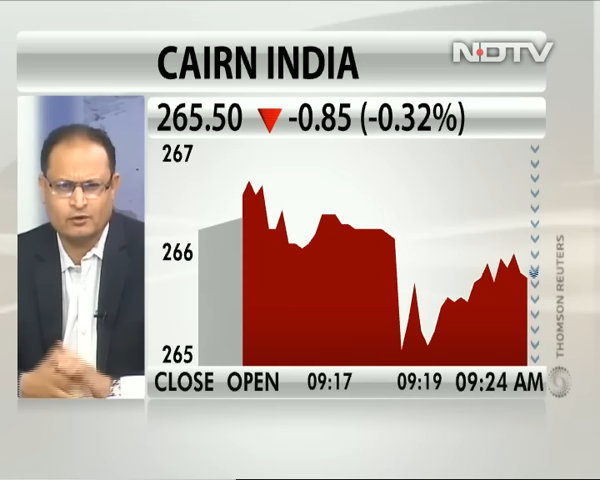 CAIRN INDIA
NDTV
265.50 ▼ -0.85 (-0.32%)
267
266
265
CLOSE OPEN 09:17 09:19 09:24 AM
THOMSON REUTERS